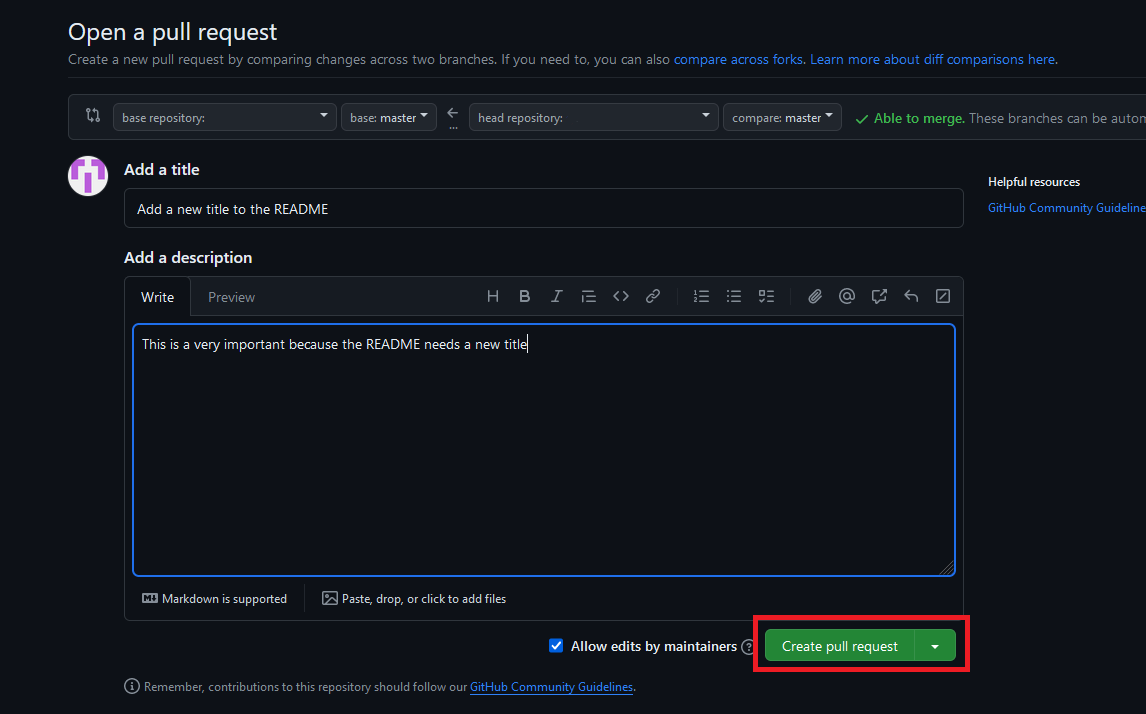 Open a pull request
Create a new pull request by comparing changes across two branches. If you need to, you can also compare across forks. Learn more about diff comparisons here.
base repository: base: master ← ... head repository: compare: master ✓ Able to merge. These branches can be autom
Add a title
Helpful resources
Add a new title to the README
GitHub Community Guideline
Add a description
Write Preview
This is a very important because the README needs a new title
Markdown is supported Paste, drop, or click to add files
Allow edits by maintainers Create pull request
Remember, contributions to this repository should follow our GitHub Community Guidelines.